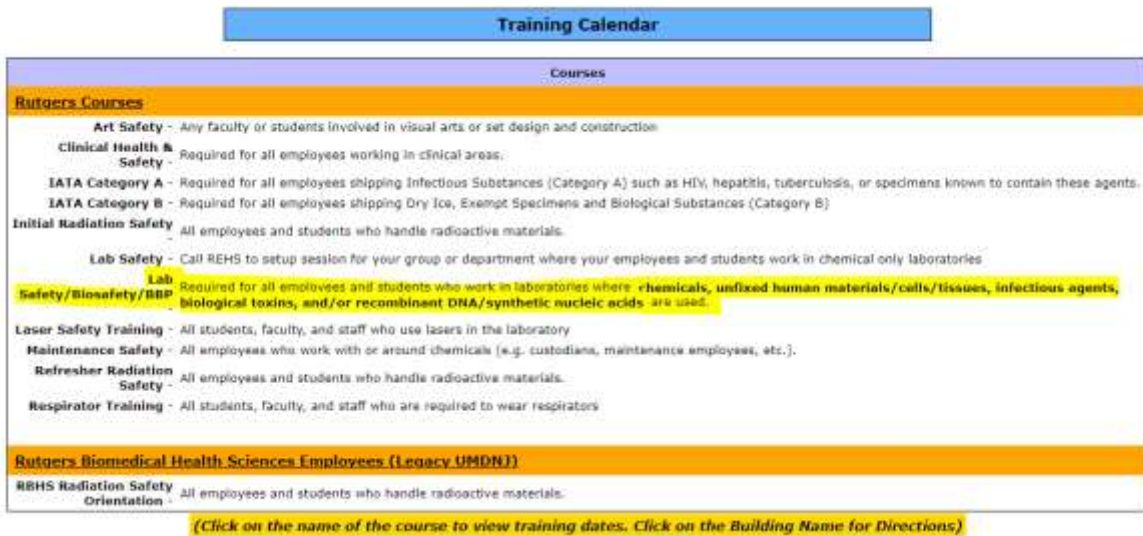 Training Calendar
Courses
Rutgers Courses
Art Safety - Any faculty or students involved in visual arts or set design and construction
Clinical Health &
Safety - Required for all employees working in clinical areas.
IATA Category A - Required for all employees shipping Infectious Substances (Category A) such as HIV, hepatitis, tuberculosis, or specimens known to contain these agents.
IATA Category B - Required for all employees shipping Dry Ice, Exempt Specimens and Biological Substances (Category B)
Initial Radiation Safety
- All employees and students who handle radioactive materials.
Lab Safety - Call REHS to setup session for your group or department where your employees and students work in chemical only laboratories
Lab
Safety/Biosafety/BBP
- Required for all employees and students who work in laboratories where chemicals, unfixed human materials/cells/tissues, infectious agents,
biological toxins, and/or recombinant DNA/synthetic nucleic acids are used.
Laser Safety Training - All students, faculty, and staff who use lasers in the laboratory
Maintenance Safety - All employees who work with or around chemicals (e.g. custodians, maintenance employees, etc.).
Refresher Radiation
Safety - All employees and students who handle radioactive materials.
Respirator Training - All students, faculty, and staff who are required to wear respirators
Rutgers Biomedical Health Sciences Employees (Legacy UMDNJ)
RBHS Radiation Safety
Orientation - All employees and students who handle radioactive materials.
(Click on the name of the course to view training dates. Click on the Building Name for Directions)